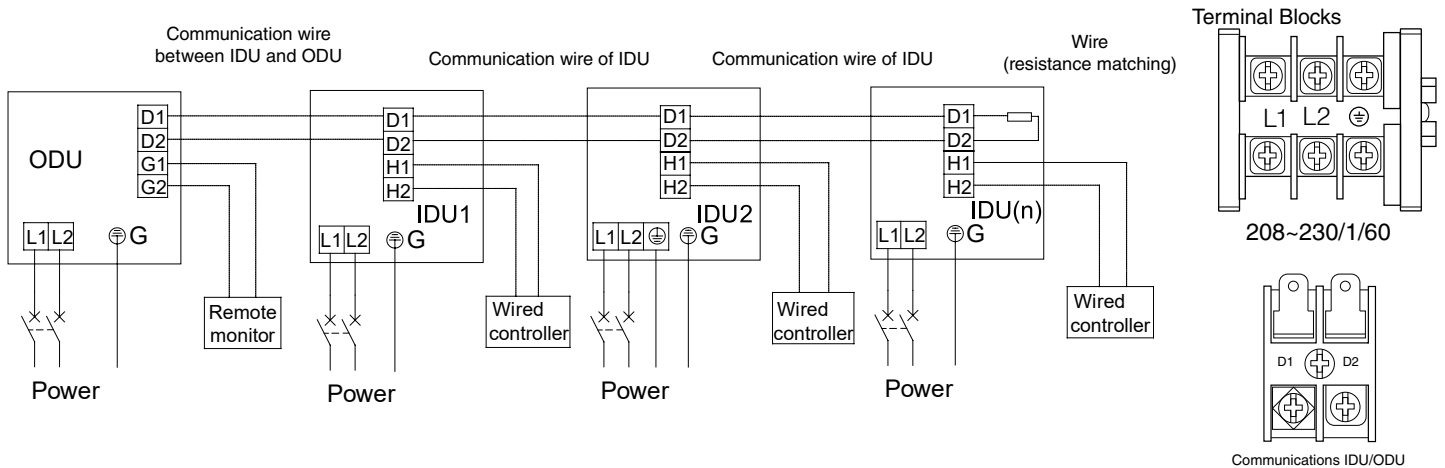 Communication wire
between IDU and ODU
Communication wire of IDU
Communication wire of IDU
Wire
(resistance matching)
Terminal Blocks
ODU
D1
D2
G1
G2
L1 L2
G
Remote
monitor
Power
D1
D2
H1
H2
IDU1
L1 L2
G
Wired
controller
Power
D1
D2
H1
H2
IDU2
L1 L2
G
Wired
controller
Power
D1
D2
H1
H2
IDU(n)
L1 L2
G
Wired
controller
Power
L1 L2
208~230/1/60
D1 D2
Communications IDU/ODU